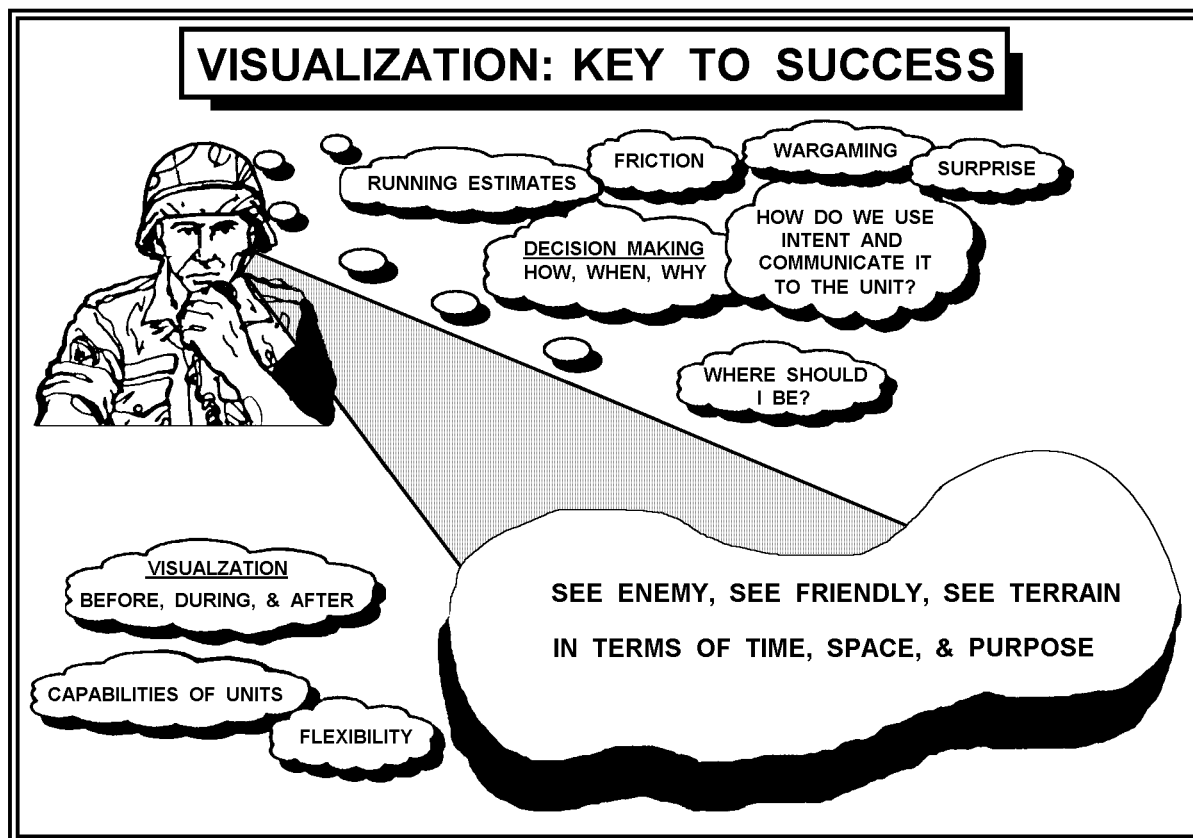 VISUALIZATION: KEY TO SUCCESS
RUNNING ESTIMATES
FRICTION
WARGAMING
SURPRISE
DECISION MAKING
HOW, WHEN, WHY
HOW DO WE USE
INTENT AND
COMMUNICATE IT
TO THE UNIT?
WHERE SHOULD
I BE?
VISUALZATION
BEFORE, DURING, & AFTER
CAPABILITIES OF UNITS
FLEXIBILITY
SEE ENEMY, SEE FRIENDLY, SEE TERRAIN
IN TERMS OF TIME, SPACE, & PURPOSE